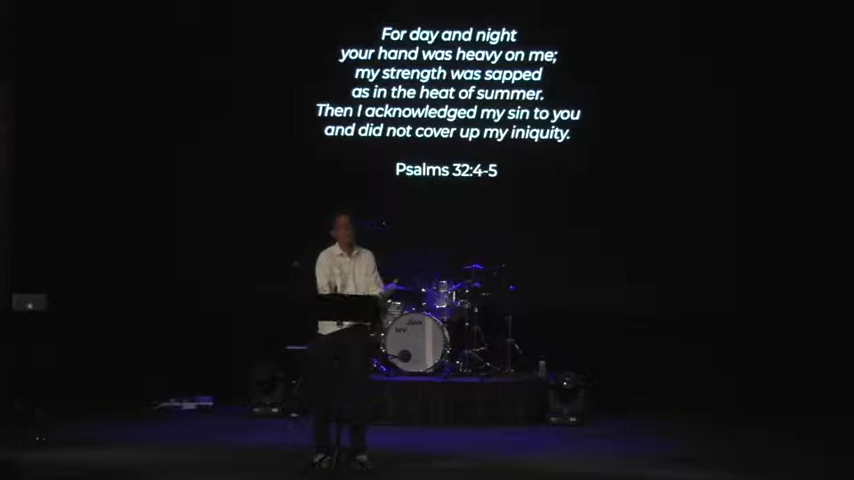 For day and night
your hand was heavy on me;
my strength was sapped
as in the heat of summer.
Then I acknowledged my sin to you
and did not cover up my iniquity.
Psalms 32:4-5